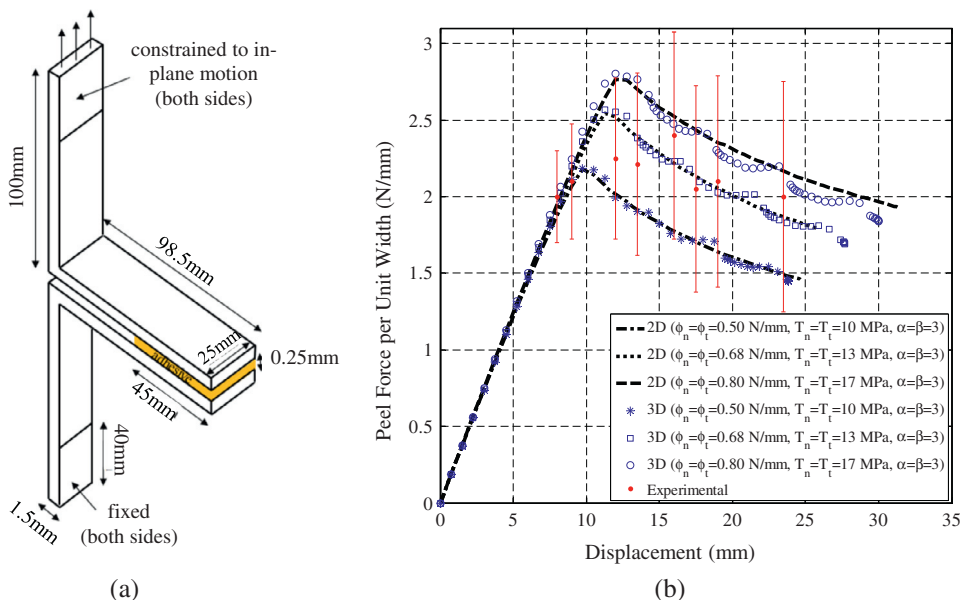 (a)
constrained to in-
plane motion
(both sides)
100mm
98.5mm
25mm
0.25mm
adhesive
45mm
40mm
1.5mm
fixed
(both sides)
(a)
(b)
Peel Force per Unit Width (N/mm)
3
2.5
2
1.5
1
0.5
0
0 5 10 15 20 25 30 35
Displacement (mm)
2D (ϕn=ϕt=0.50 N/mm, Tn=Tt=10 MPa, α=β=3)
2D (ϕn=ϕt=0.68 N/mm, Tn=Tt=13 MPa, α=β=3)
2D (ϕn=ϕt=0.80 N/mm, Tn=Tt=17 MPa, α=β=3)
3D (ϕn=ϕt=0.50 N/mm, Tn=Tt=10 MPa, α=β=3)
3D (ϕn=ϕt=0.68 N/mm, Tn=Tt=13 MPa, α=β=3)
3D (ϕn=ϕt=0.80 N/mm, Tn=Tt=17 MPa, α=β=3)
Experimental
(b)